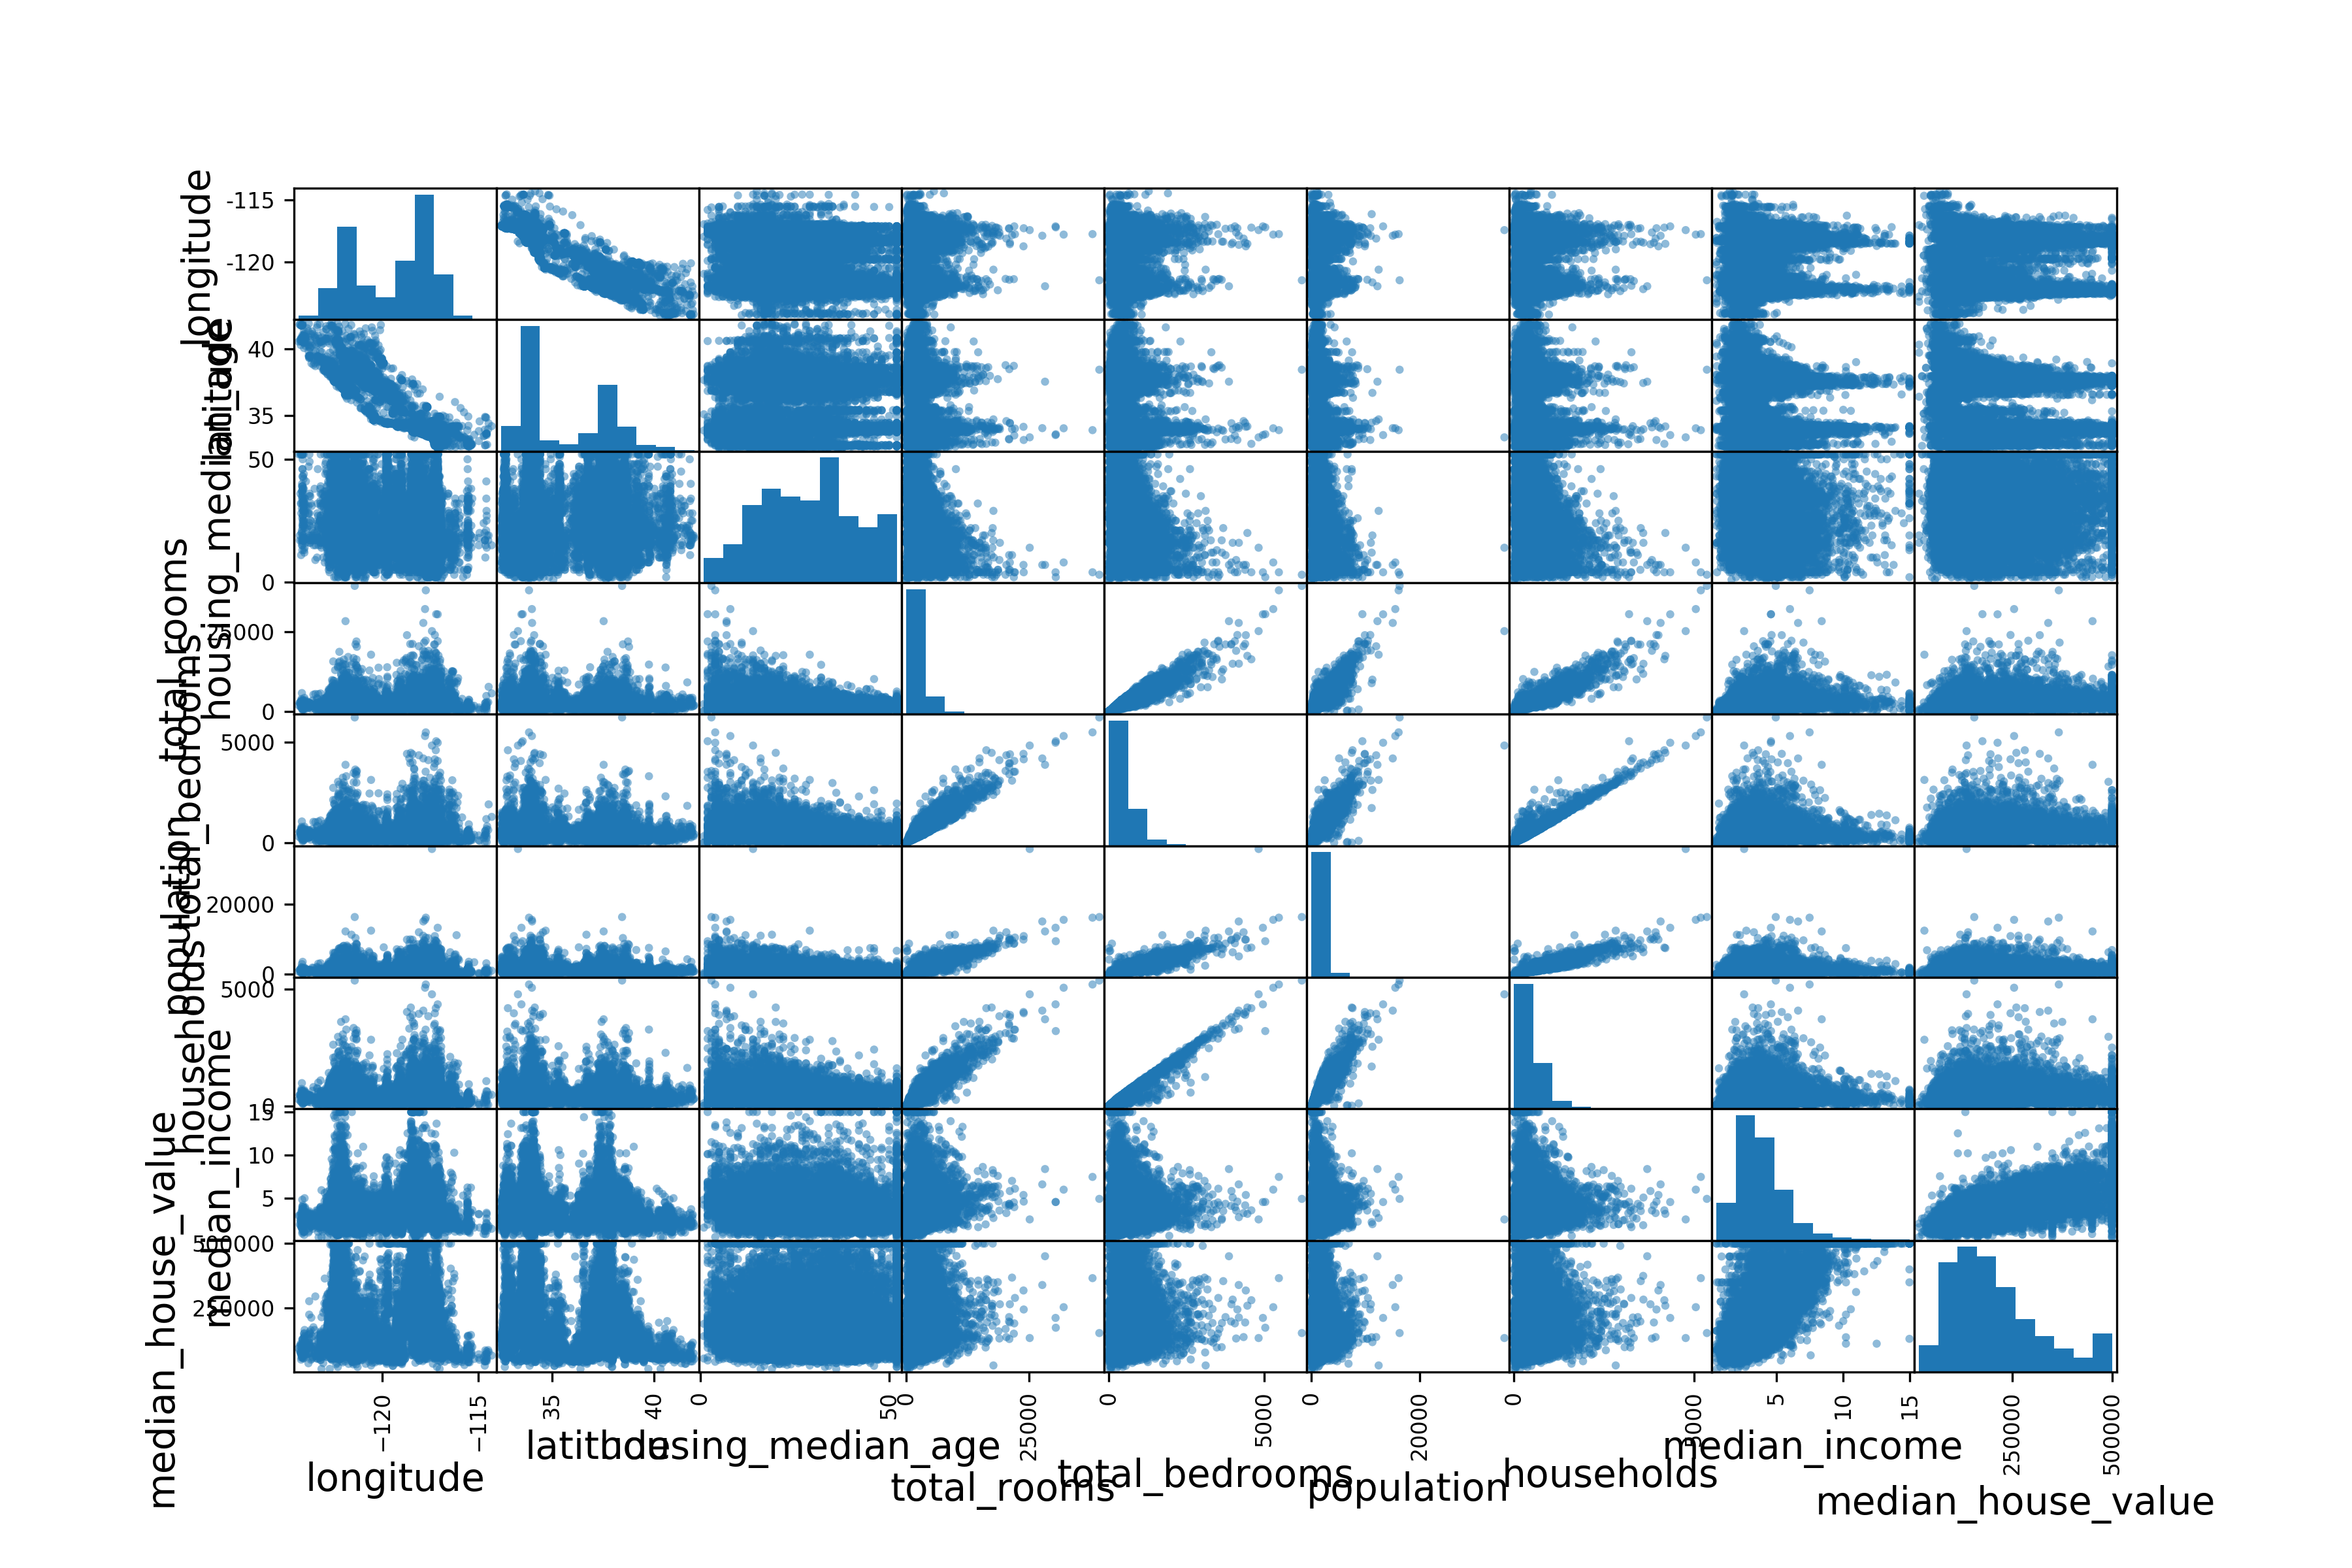 longitude
-115
-120
latitude
40
35
housing_median_age
50
0
total_rooms
25000
0
total_bedrooms
5000
0
population
20000
0
households
5000
0
median_income
15
10
5
median_house_value
500000
250000
−120
−115
35
40
0
50
0
25000
0
5000
0
20000
0
5000
5
10
15
250000
500000
longitude
latitude
housing_median_age
total_rooms
total_bedrooms
population
households
median_income
median_house_value